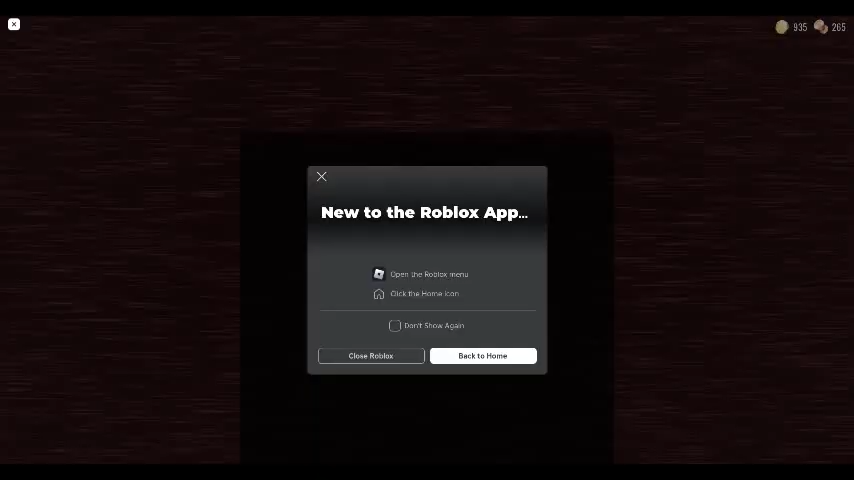 935 265
New to the Roblox App...
Open the Roblox menu
Click the Home icon
Don't Show Again
Close Roblox
Back to Home